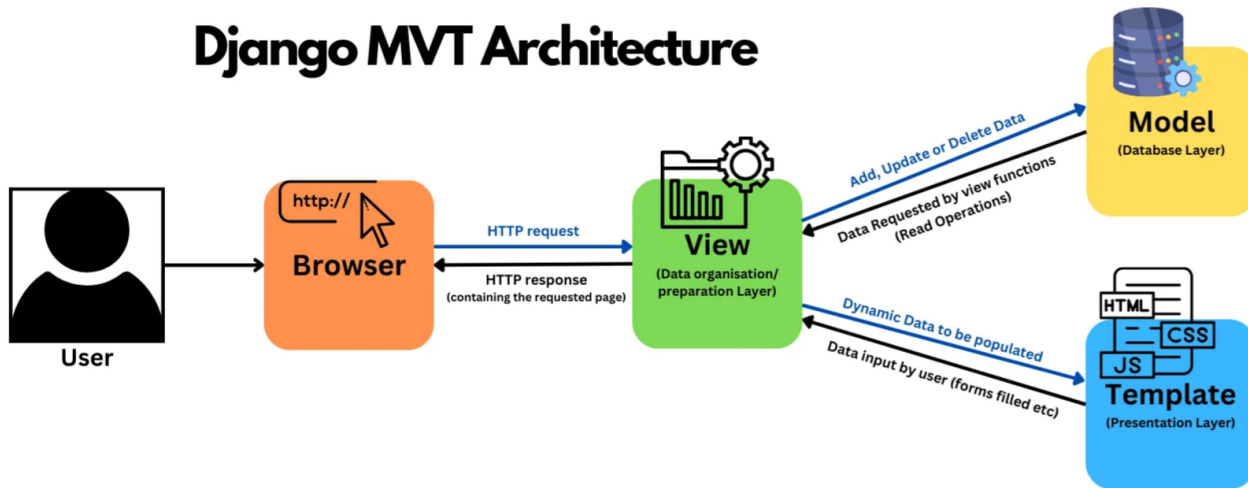 Django MVT Architecture
User
http://
Browser
HTTP request
HTTP response
(containing the requested page)
View
(Data organisation/
preparation Layer)
Add, Update or Delete Data
Data Requested by view functions
(Read Operations)
Model
(Database Layer)
Dynamic Data to be populated
Data input by user (forms filled etc)
HTML
CSS
JS
Template
(Presentation Layer)